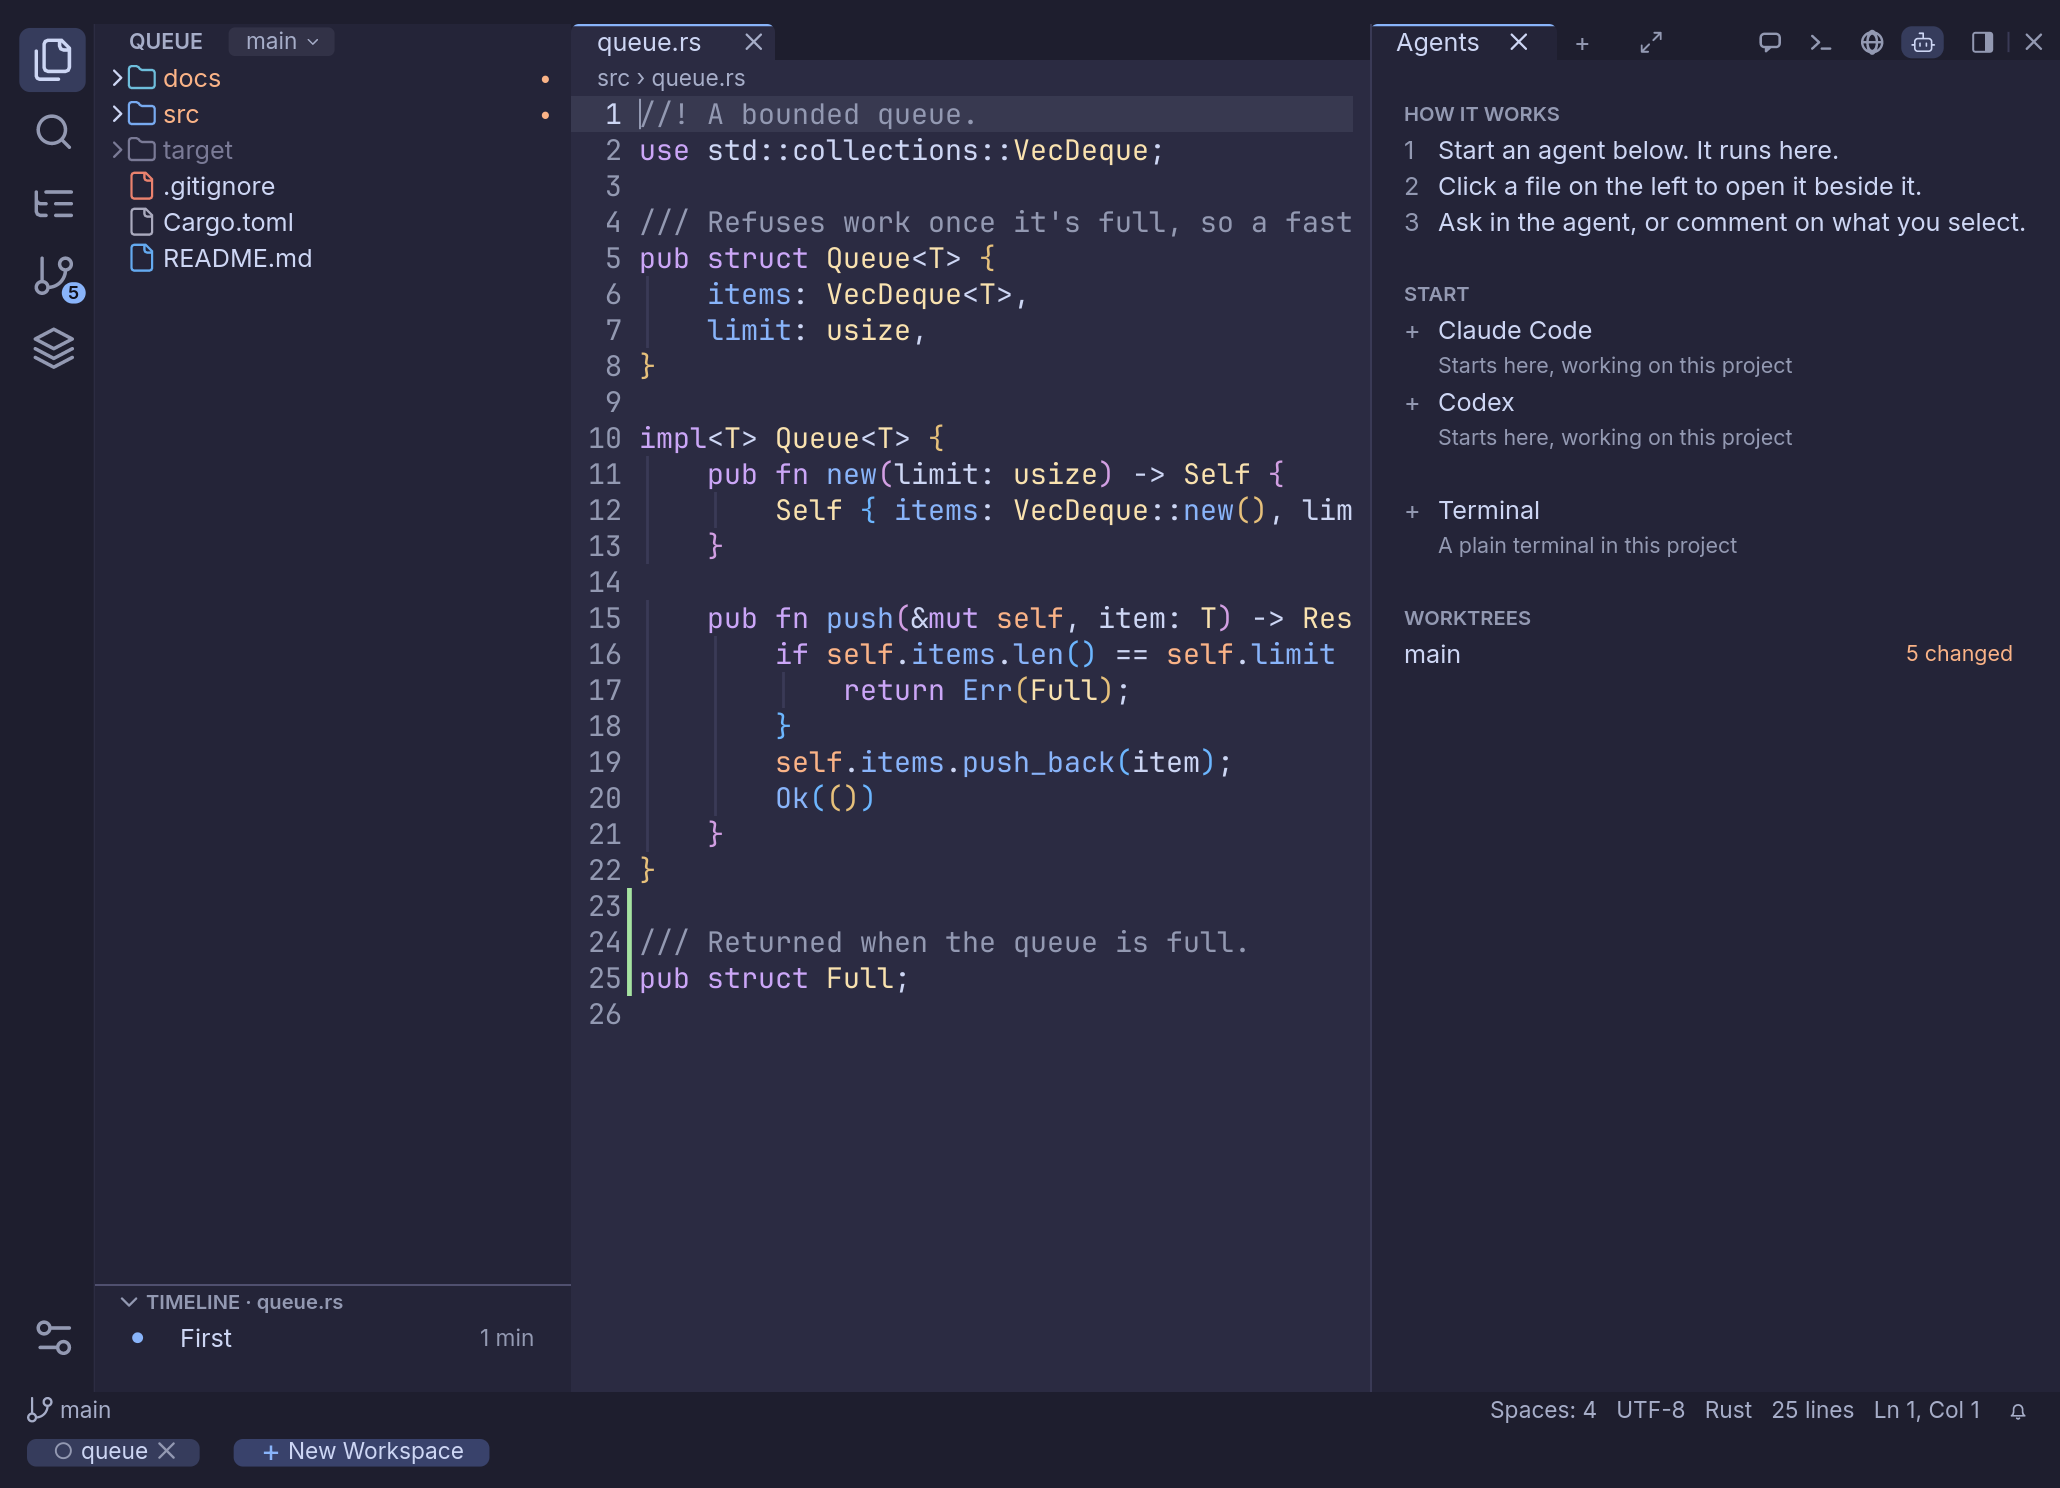 QUEUE main
docs
src
target
.gitignore
Cargo.toml
README.md
5
TIMELINE · queue.rs
First 1 min
queue.rs
src › queue.rs
1 //! A bounded queue.
2 use std::collections::VecDeque;
3
4 /// Refuses work once it's full, so a fast
5 pub struct Queue<T> {
6 items: VecDeque<T>,
7 limit: usize,
8 }
9
10 impl<T> Queue<T> {
11 pub fn new(limit: usize) -> Self {
12 Self { items: VecDeque::new(), lim
13 }
14
15 pub fn push(&mut self, item: T) -> Res
16 if self.items.len() == self.limit
17 return Err(Full);
18 }
19 self.items.push_back(item);
20 Ok(())
21 }
22 }
23
24 /// Returned when the queue is full.
25 pub struct Full;
26
Agents
HOW IT WORKS
1 Start an agent below. It runs here.
2 Click a file on the left to open it beside it.
3 Ask in the agent, or comment on what you select.
START
+ Claude Code
Starts here, working on this project
+ Codex
Starts here, working on this project
+ Terminal
A plain terminal in this project
WORKTREES
main 5 changed
main
Spaces: 4 UTF-8 Rust 25 lines Ln 1, Col 1
queue
+ New Workspace